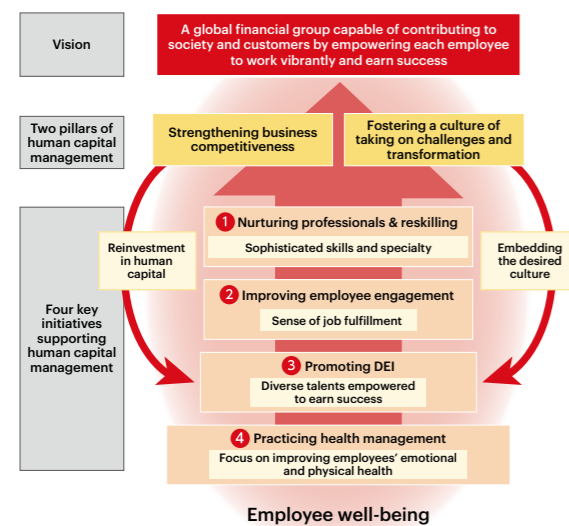 Vision
A global financial group capable of contributing to
society and customers by empowering each employee
to work vibrantly and earn success
Two pillars of
human capital
management
Strengthening business
competitiveness
Fostering a culture of
taking on challenges and
transformation
Four key
initiatives
supporting
human capital
management
Reinvestment
in human
capital
1 Nurturing professionals & reskilling
Sophisticated skills and specialty
2 Improving employee engagement
Sense of job fulfillment
3 Promoting DEI
Diverse talents empowered
to earn success
4 Practicing health management
Focus on improving employees’ emotional
and physical health
Embedding
the desired
culture
Employee well-being